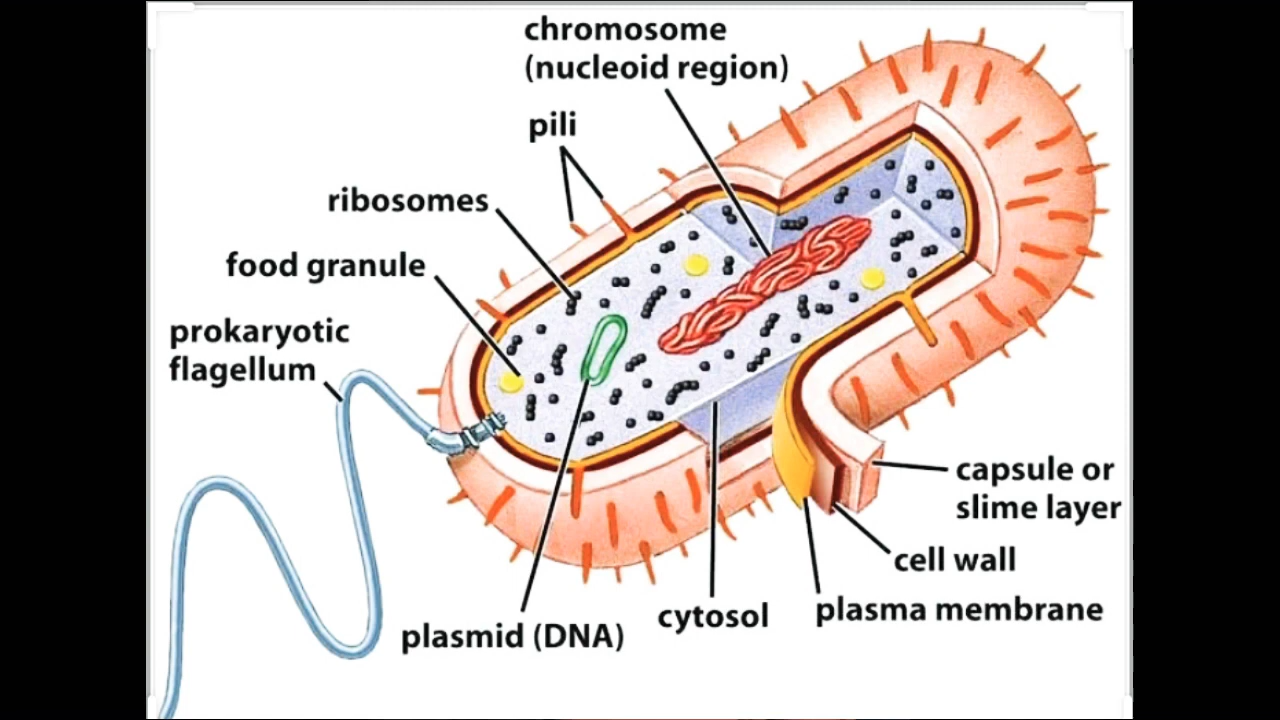 chromosome
(nucleoid region)
pili
ribosomes
food granule
prokaryotic
flagellum
capsule or
slime layer
cell wall
plasma membrane
cytosol
plasmid (DNA)